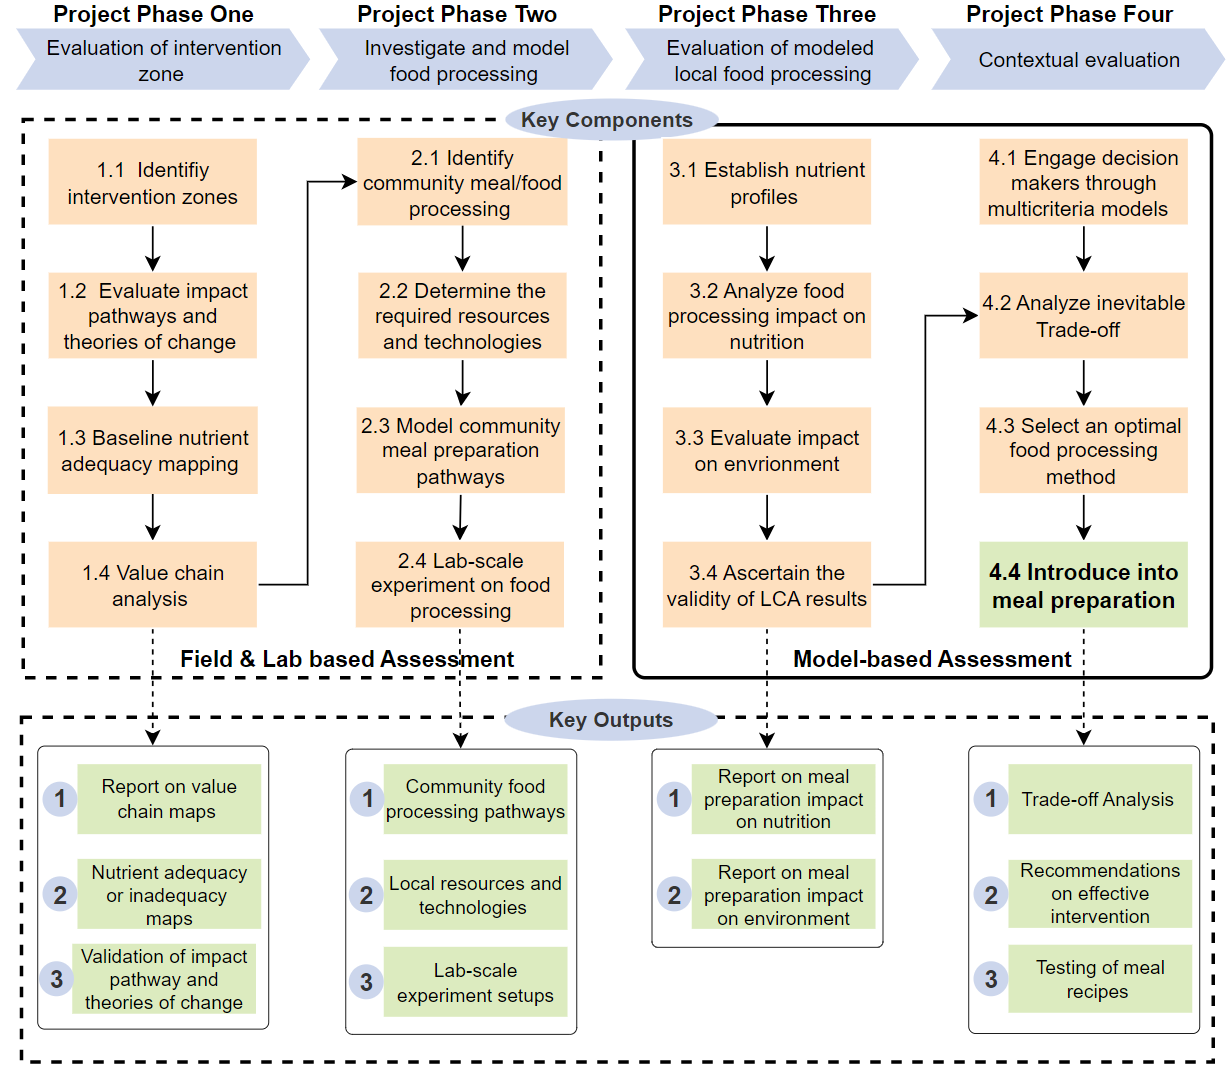 Project Phase One
Evaluation of intervention
zone
Project Phase Two
Investigate and model
food processing
Project Phase Three
Evaluation of modeled
local food processing
Project Phase Four
Contextual evaluation
Key Components
1.1 Identifiy
intervention zones
1.2 Evaluate impact
pathways and
theories of change
1.3 Baseline nutrient
adequacy mapping
1.4 Value chain
analysis
2.1 Identify
community meal/food
processing
2.2 Determine the
required resources
and technologies
2.3 Model community
meal preparation
pathways
2.4 Lab-scale
experiment on food
processing
Field & Lab based Assessment
3.1 Establish nutrient
profiles
3.2 Analyze food
processing impact on
nutrition
3.3 Evaluate impact
on envrionment
3.4 Ascertain the
validity of LCA results
4.1 Engage decision
makers through
multicriteria models
4.2 Analyze inevitable
Trade-off
4.3 Select an optimal
food processing
method
4.4 Introduce into
meal preparation
Model-based Assessment
Key Outputs
1
Report on value
chain maps
2
Nutrient adequacy
or inadequacy
maps
3
Validation of impact
pathway and
theories of change
1
Community food
processing pathways
2
Local resources and
technologies
3
Lab-scale
experiment setups
1
Report on meal
preparation impact
on nutrition
2
Report on meal
preparation impact
on environment
1
Trade-off Analysis
2
Recommendations
on effective
intervention
3
Testing of meal
recipes